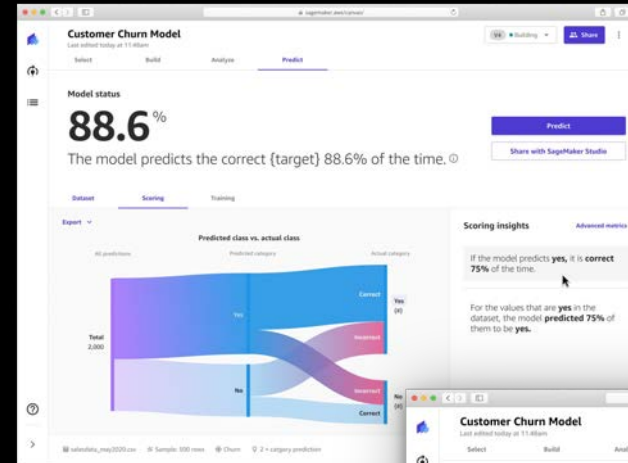 sagemaker.aws/canvas/
Customer Churn Model
Last edited today at 11:48am
V4 Building
Share
Select Build Analyze Predict
Model status
88.6%
The model predicts the correct {target} 88.6% of the time.
Predict
Share with SageMaker Studio
Dataset Scoring Training
Export
Predicted class vs. actual class
All predictions Predicted category Actual category
Total
2,000
Yes
No
Correct
Incorrect
Yes
(#)
Incorrect
Correct
No
(#)
Scoring insights
Advanced metrics
If the model predicts yes, it is correct
75% of the time.
For the values that are yes in the
dataset, the model predicted 75% of
them to be yes.
salesdata_may2020.csv Sample: 500 rows Churn 2 + category prediction
Customer Churn Model
Last edited today at 11:48am
Select Build